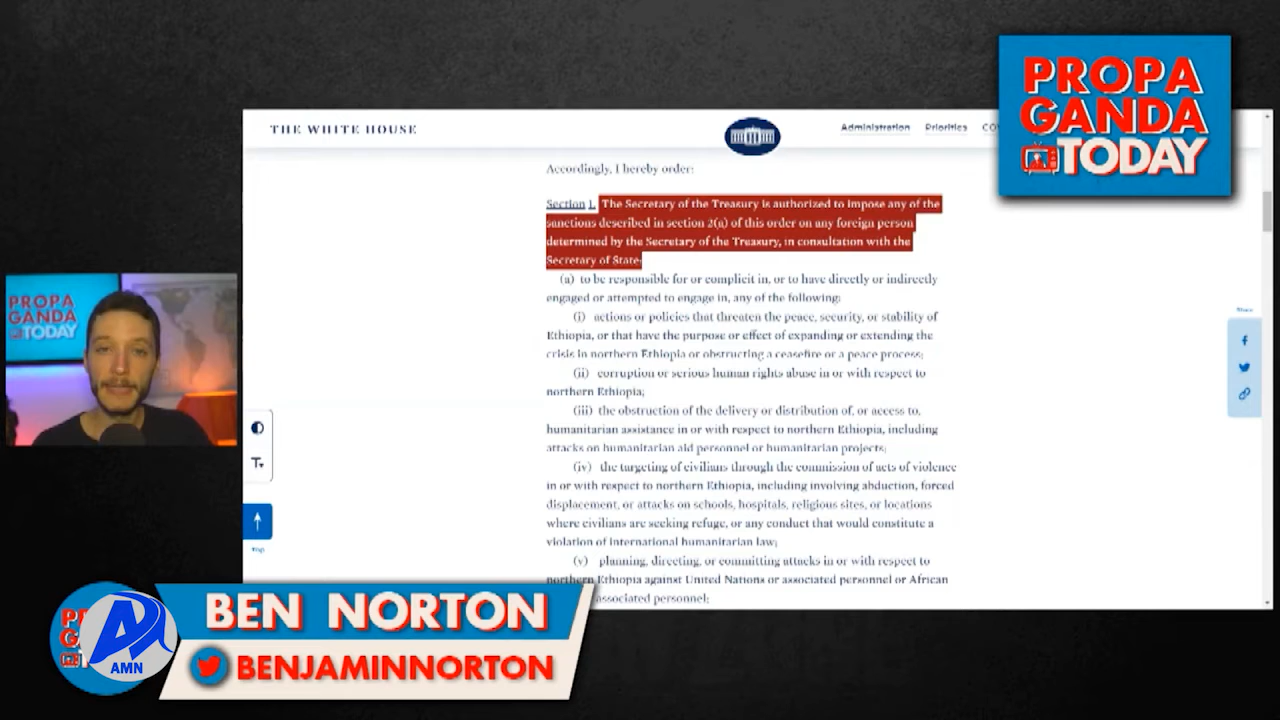 THE WHITE HOUSE
Administration Priorities CO
PROPA
GANDA
TODAY
Accordingly, I hereby order:
Section 1. The Secretary of the Treasury is authorized to impose any of the
sanctions described in section 2(a) of this order on any foreign person
determined by the Secretary of the Treasury, in consultation with the
Secretary of State:
(a) to be responsible for or complicit in, or to have directly or indirectly
engaged or attempted to engage in, any of the following:
(i) actions or policies that threaten the peace, security, or stability of
Ethiopia, or that have the purpose or effect of expanding or extending the
crisis in northern Ethiopia or obstructing a ceasefire or a peace process;
(ii) corruption or serious human rights abuse in or with respect to
northern Ethiopia;
(iii) the obstruction of the delivery or distribution of, or access to,
humanitarian assistance in or with respect to northern Ethiopia, including
attacks on humanitarian aid personnel or humanitarian projects;
(iv) the targeting of civilians through the commission of acts of violence
in or with respect to northern Ethiopia, including involving abduction, forced
displacement, or attacks on schools, hospitals, religious sites, or locations
where civilians are seeking refuge, or any conduct that would constitute a
violation of international humanitarian law;
(v) planning, directing, or committing attacks in or with respect to
northern Ethiopia against United Nations or associated personnel or African
associated personnel;
Share
PROPA
GANDA
TODAY
Top
BEN NORTON
BENJAMINNORTON
AMN